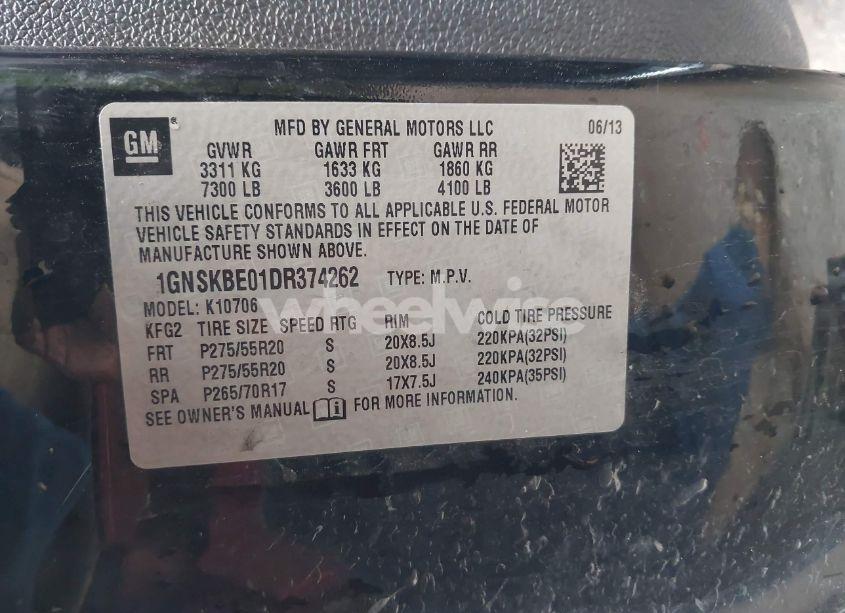 GM ® MFD BY GENERAL MOTORS LLC 06/13
GVWR GAWR FRT GAWR RR
3311 KG 1633 KG 1860 KG
7300 LB 3600 LB 4100 LB
THIS VEHICLE CONFORMS TO ALL APPLICABLE U.S. FEDERAL MOTOR
VEHICLE SAFETY STANDARDS IN EFFECT ON THE DATE OF
MANUFACTURE SHOWN ABOVE.
1GNSKBE01DR374262 TYPE: M.P.V.
MODEL: K10706
wheelwise
KFG2 TIRE SIZE SPEED RTG RIM COLD TIRE PRESSURE
FRT P275/55R20 S 20X8.5J 220KPA(32PSI)
RR P275/55R20 S 20X8.5J 220KPA(32PSI)
SPA P265/70R17 S 17X7.5J 240KPA(35PSI)
SEE OWNER'S MANUAL FOR MORE INFORMATION.